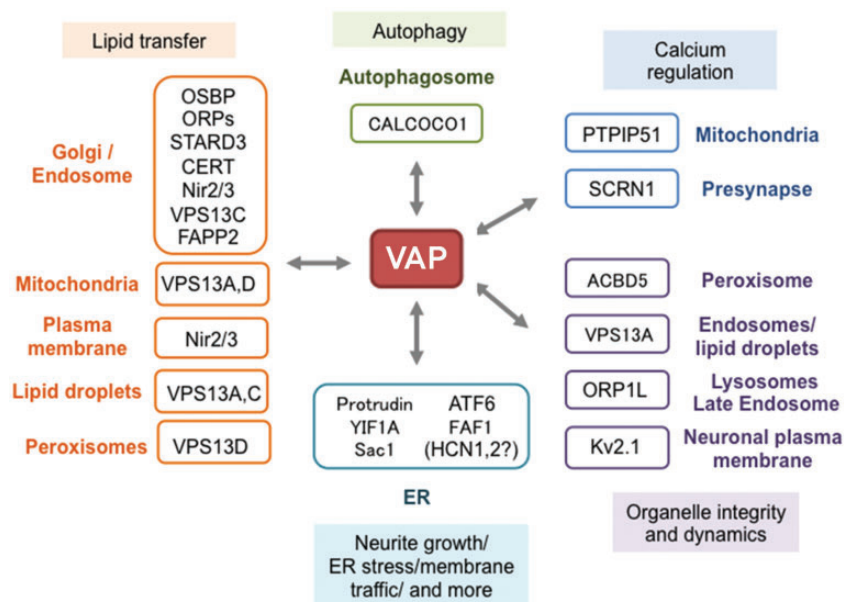 Lipid transfer
OSBP
ORPs
STARD3
CERT
Nir2/3
VPS13C
FAPP2
Golgi /
Endosome
Mitochondria
VPS13A,D
Plasma
membrane
Nir2/3
Lipid droplets
VPS13A,C
Peroxisomes
VPS13D
Autophagy
Autophagosome
CALCOCO1
VAP
Protrudin
YIF1A
Sac1
ATF6
FAF1
(HCN1,2?)
ER
Neurite growth/
ER stress/membrane
traffic/ and more
Calcium
regulation
PTPIP51
Mitochondria
SCRN1
Presynapse
ACBD5
Peroxisome
VPS13A
Endosomes/
lipid droplets
ORP1L
Lysosomes
Late Endosome
Kv2.1
Neuronal plasma
membrane
Organelle integrity
and dynamics